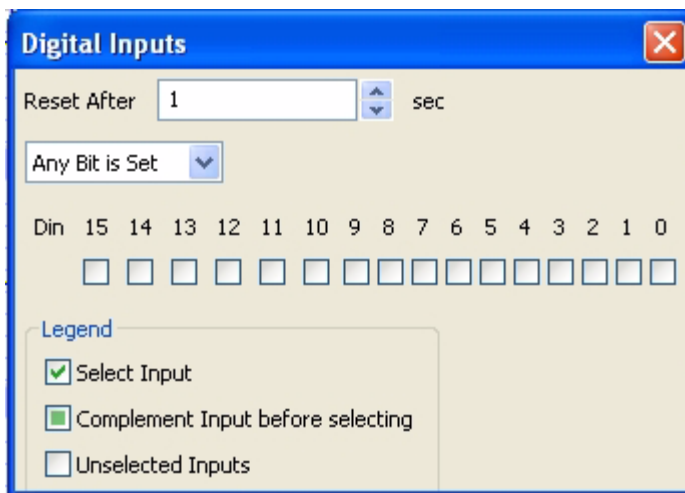 Digital Inputs
Reset After 1 sec
Any Bit is Set
Din 15 14 13 12 11 10 9 8 7 6 5 4 3 2 1 0
Legend
Select Input
Complement Input before selecting
Unselected Inputs